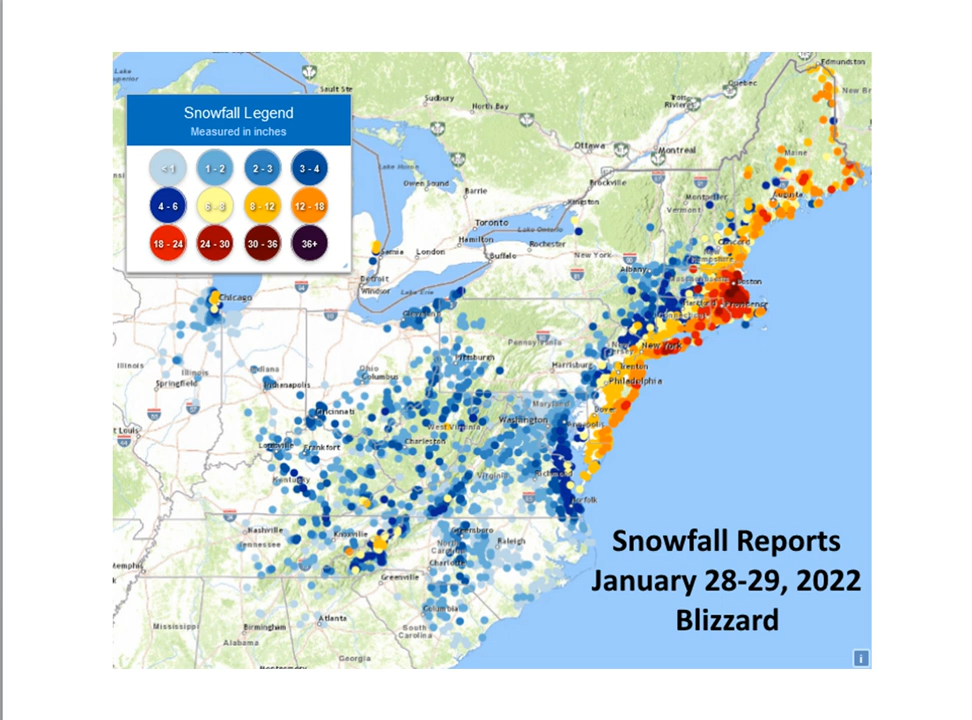 Snowfall Legend
Measured in inches
< 1
1 - 2
2 - 3
3 - 4
4 - 6
6 - 8
8 - 12
12 - 18
18 - 24
24 - 30
30 - 36
36+
Edmundston
Sault Ste
Sudbury
North Bay
Quebec
Trois
Rivieres
Ottawa
Montreal
Maine
Lake Huron
Owen Sound
Barrie
Brockville
Kingston
Montpelier
Vermont
Augusta
Toronto
Lake Ontario
Hamilton
Rochester
Concord
Sarnia
London
Buffalo
New York
Albany
Detroit
Windsor
Lake Erie
Boston
Hartford
Providence
Chicago
Cleveland
Pennsylvania
New York
Pittsburgh
Harrisburg
Trenton
Philadelphia
Illinois
Illinois
Springfield
Indiana
Indianapolis
Ohio
Columbus
Maryland
Dover
Annapolis
Washington
Cincinnati
West Virginia
Charleston
t Louis
Louisville
Frankfort
Virginia
Richmond
Kentucky
Norfolk
Nashville
Tennessee
Knoxville
Greensboro
Raleigh
North
Carolina
Charlotte
Memphis
Greenville
Columbia
Atlanta
South
Carolina
Mississippi
Birmingham
Alabama
Georgia
Montgomery
Snowfall Reports
January 28-29, 2022
Blizzard
i